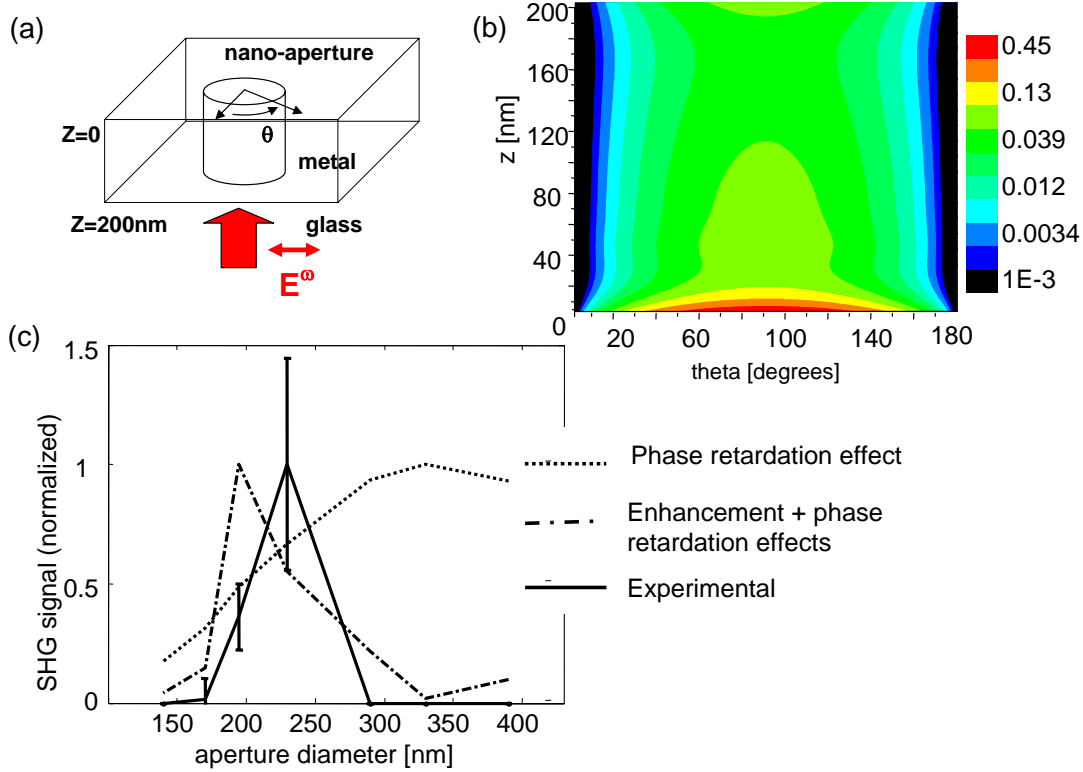 (a)
nano-aperture
Z=0
θ
metal
Z=200nm
glass
E^ω
(b)
z [nm]
200
160
120
80
40
0
20
60
100
140
180
theta [degrees]
0.45
0.13
0.039
0.012
0.0034
1E-3
(c)
SHG signal (normalized)
1.5
1
0.5
0
150
200
250
300
350
400
aperture diameter [nm]
Phase retardation effect
Enhancement + phase
retardation effects
Experimental